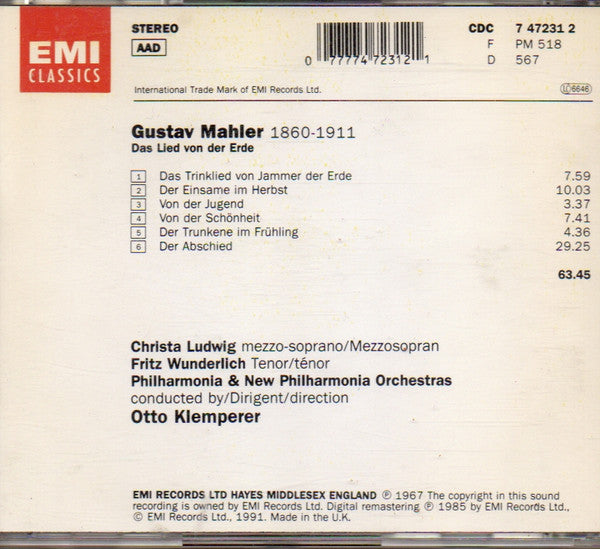 EMI
CLASSICS
STEREO
AAD
0 77774 72312 1
CDC 7 47231 2
F PM 518
D 567
LC 6646
International Trade Mark of EMI Records Ltd.
Gustav Mahler 1860-1911
Das Lied von der Erde
1 Das Trinklied von Jammer der Erde 7.59
2 Der Einsame im Herbst 10.03
3 Von der Jugend 3.37
4 Von der Schönheit 7.41
5 Der Trunkene im Frühling 4.36
6 Der Abschied 29.25
63.45
Christa Ludwig mezzo-soprano/Mezzosopran
Fritz Wunderlich Tenor/ténor
Philharmonia & New Philharmonia Orchestras
conducted by/Dirigent/direction
Otto Klemperer
EMI RECORDS LTD HAYES MIDDLESEX ENGLAND ℗ 1967 The copyright in this sound
recording is owned by EMI Records Ltd. Digital remastering ℗ 1985 by EMI Records Ltd.,
© EMI Records Ltd., 1991. Made in the U.K.